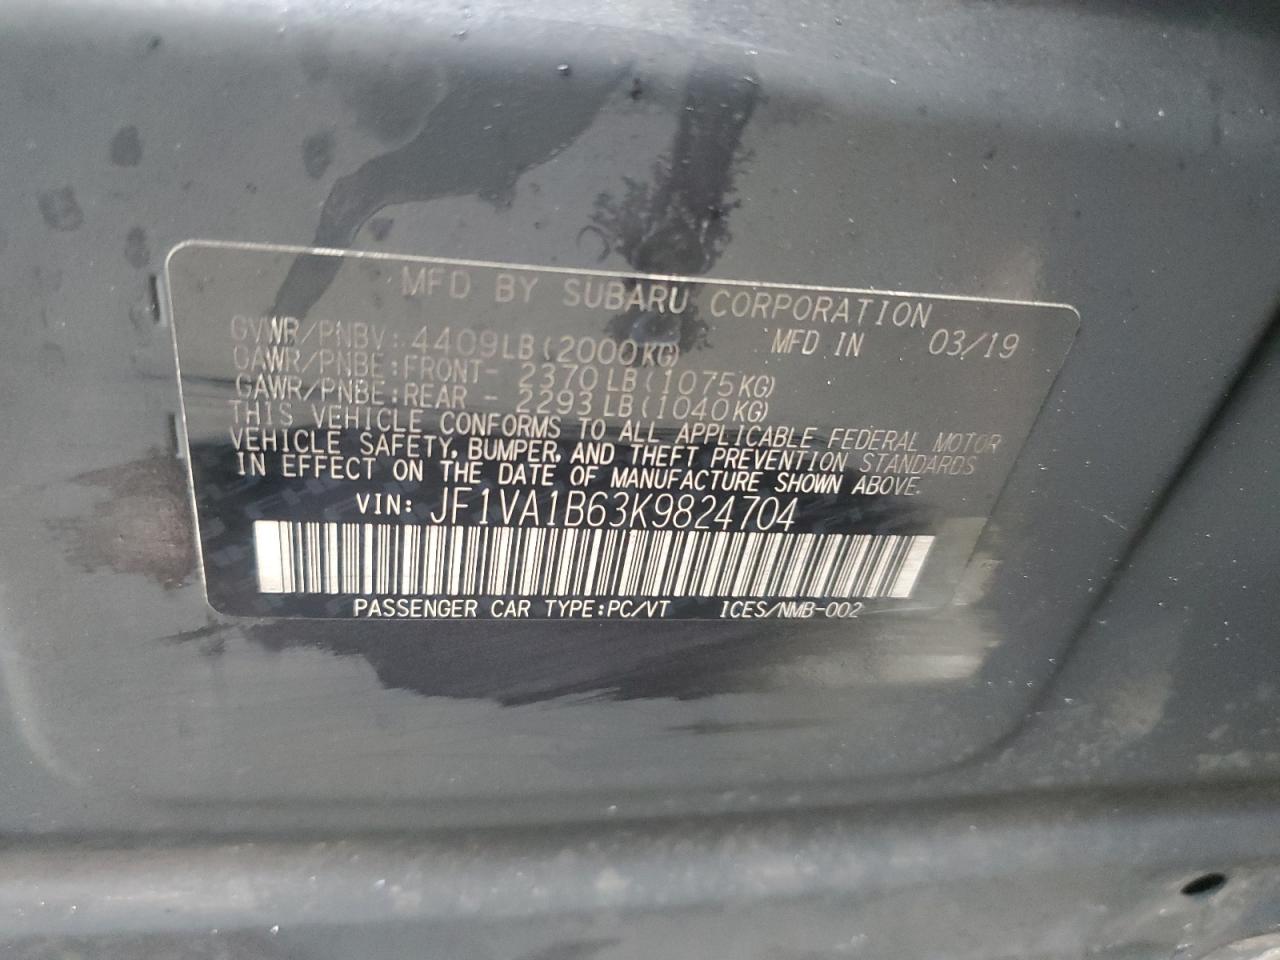 MFD BY SUBARU CORPORATION
GVWR/PNBV: 4409LB(2000KG) MFD IN 03/19
GAWR/PNBE:FRONT- 2370LB(1075KG)
GAWR/PNBE:REAR - 2293LB(1040KG)
THIS VEHICLE CONFORMS TO ALL APPLICABLE FEDERAL MOTOR
VEHICLE SAFETY, BUMPER, AND THEFT PREVENTION STANDARDS
IN EFFECT ON THE DATE OF MANUFACTURE SHOWN ABOVE.
VIN: JF1VA1B63K9824704
PASSENGER CAR TYPE:PC/VT ICES/NMB-002